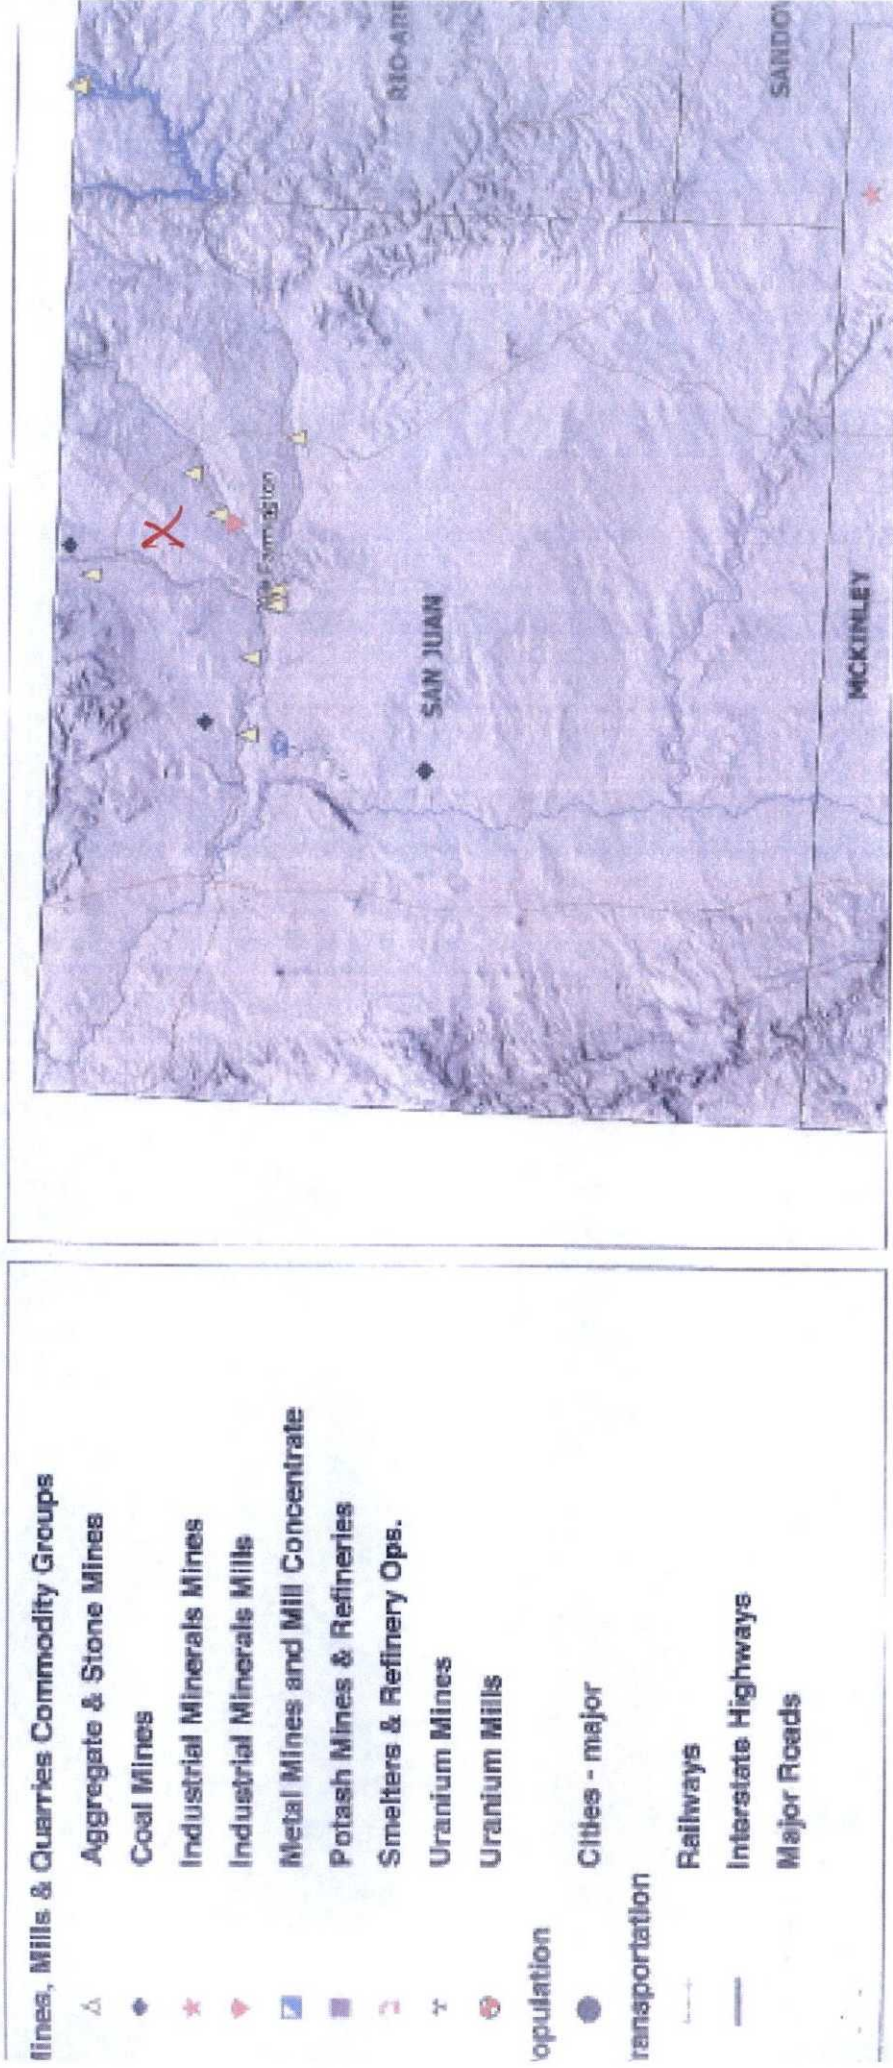 lines, Mills & Quarries Commodity Groups
Aggregate & Stone Mines
Coal Mines
Industrial Minerals Mines
Industrial Minerals Mills
Metal Mines and Mill Concentrate
Potash Mines & Refineries
Smelters & Refinery Ops.
Uranium Mines
Uranium Mills
opulation
Cities - major
ransportation
Railways
Interstate Highways
Major Roads
RIO ARR
SANDOV
Farmington
SAN JUAN
MCKINLEY
X